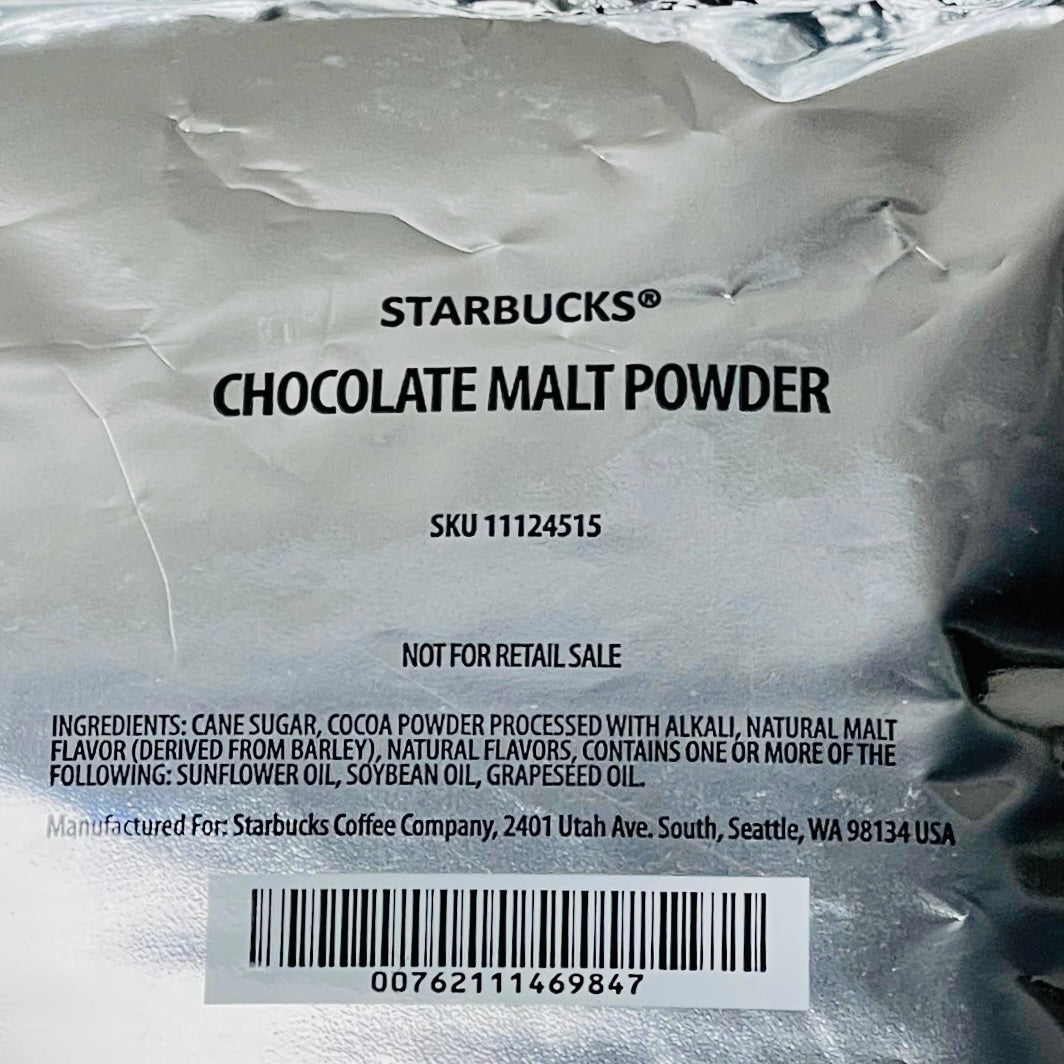 STARBUCKS®
CHOCOLATE MALT POWDER
SKU 11124515
NOT FOR RETAIL SALE
INGREDIENTS: CANE SUGAR, COCOA POWDER PROCESSED WITH ALKALI, NATURAL MALT
FLAVOR (DERIVED FROM BARLEY), NATURAL FLAVORS, CONTAINS ONE OR MORE OF THE
FOLLOWING: SUNFLOWER OIL, SOYBEAN OIL, GRAPESEED OIL.
Manufactured For: Starbucks Coffee Company, 2401 Utah Ave. South, Seattle, WA 98134 USA
00762111469847